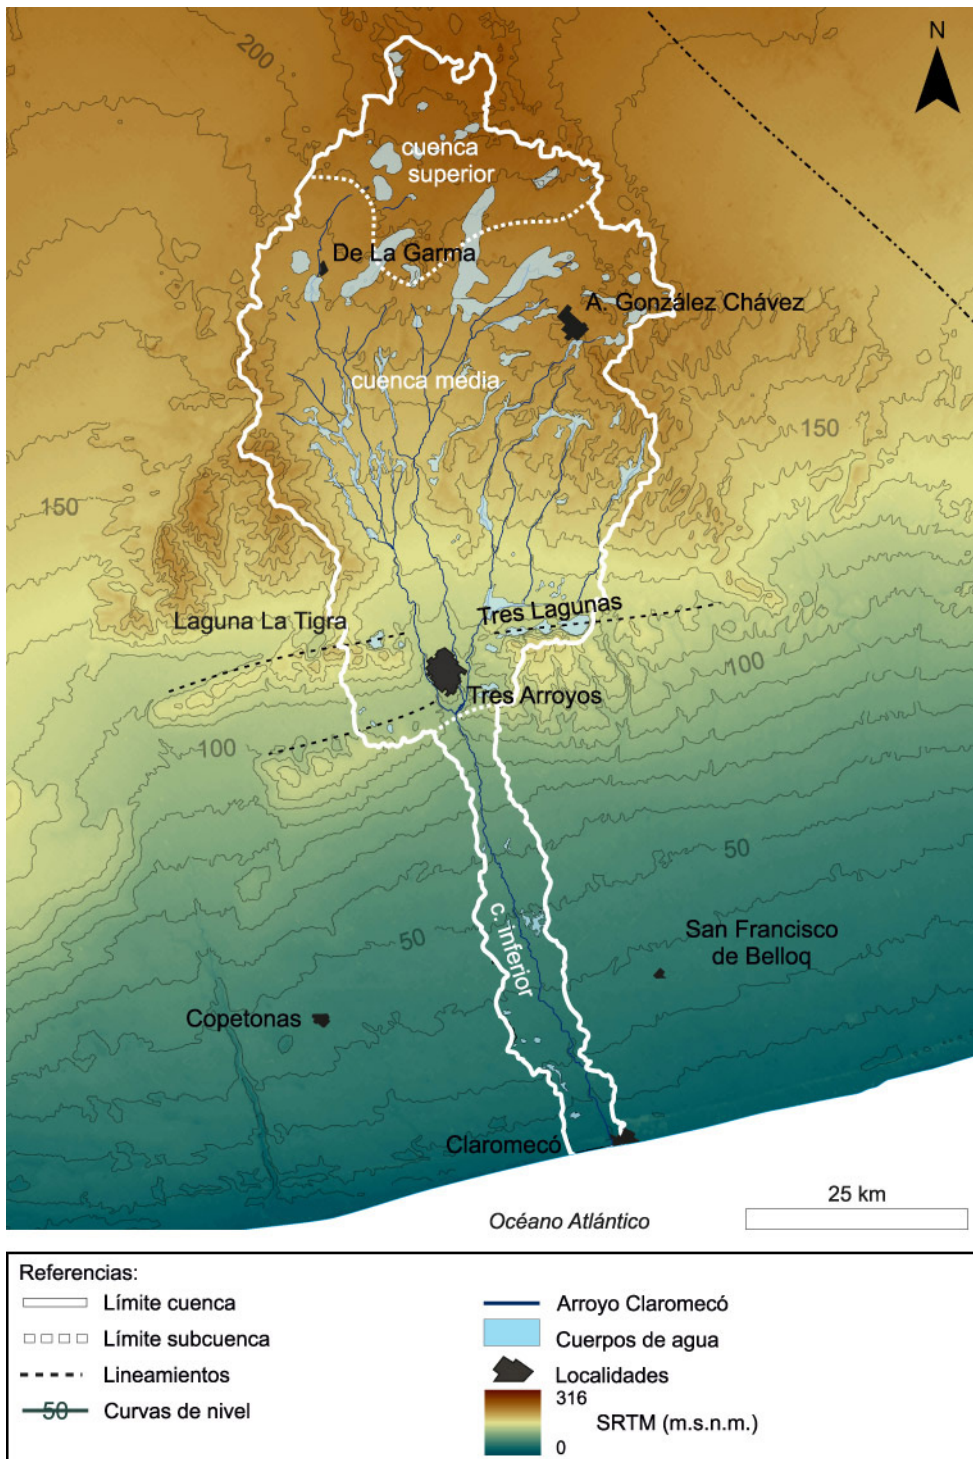 N
200
cuenca
superior
De La Garma
A. González Chávez
cuenca media
150
150
Tres Lagunas
Laguna La Tigra
100
Tres Arroyos
100
50
c. inferior
50
San Francisco
de Belloq
Copetonas
Claromecó
25 km
Océano Atlántico
Referencias:
Límite cuenca
Límite subcuenca
Lineamientos
50 Curvas de nivel
Arroyo Claromecó
Cuerpos de agua
Localidades
316
SRTM (m.s.n.m.)
0